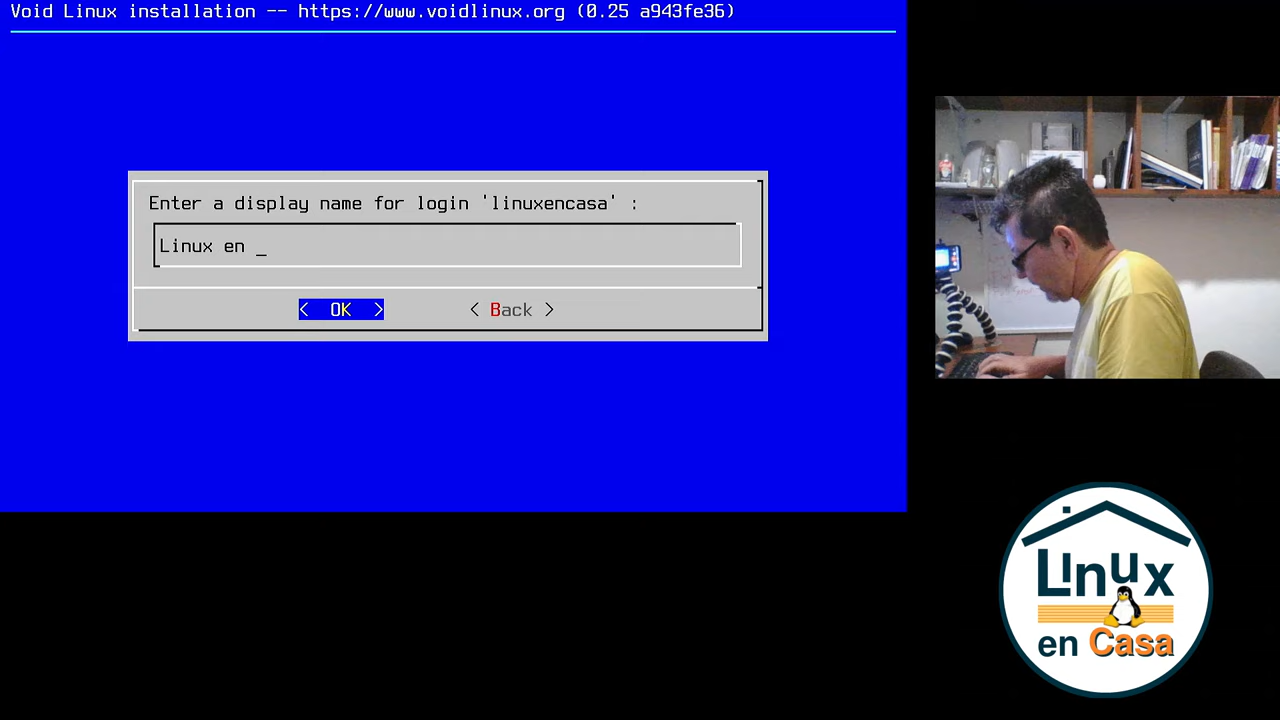 Void Linux installation -- https://www.voidlinux.org (0.25 a943fe36)
Enter a display name for login 'linuxencasa' :
Linux en _
< OK >
< Back >
Linux
en Casa